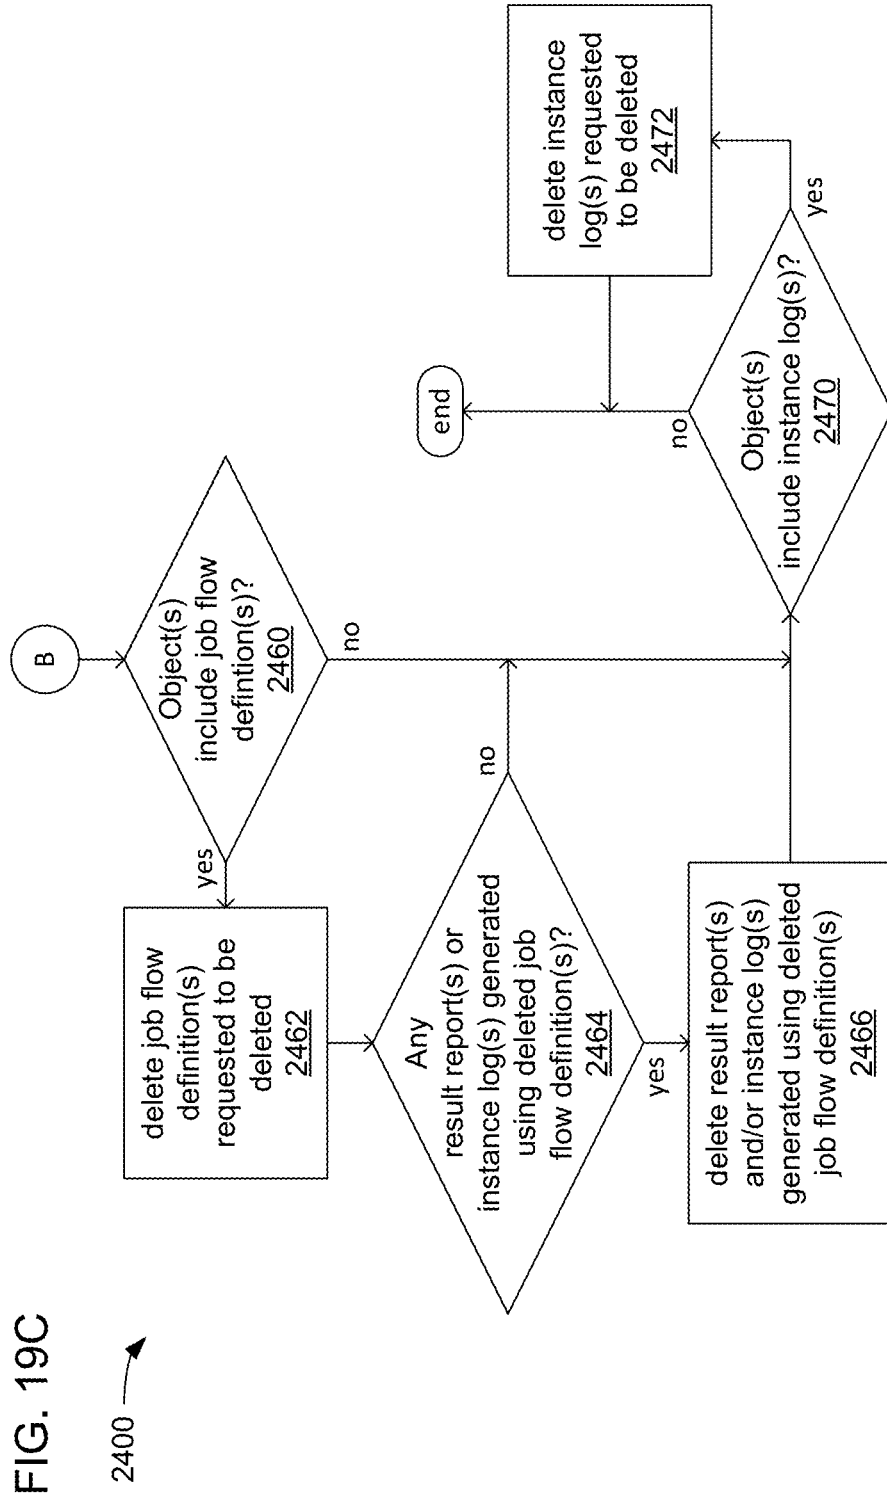 FIG. 19C
2400
B
Object(s)
include job flow
defintion(s)?
2460
yes
no
delete job flow
definition(s)
requested to be
deleted
2462
Any
result report(s) or
instance log(s) generated
using deleted job
flow definition(s)?
2464
no
yes
delete result report(s)
and/or instance log(s)
generated using deleted
job flow definition(s)
2466
Object(s)
include instance log(s)?
2470
no
yes
delete instance
log(s) requested
to be deleted
2472
end